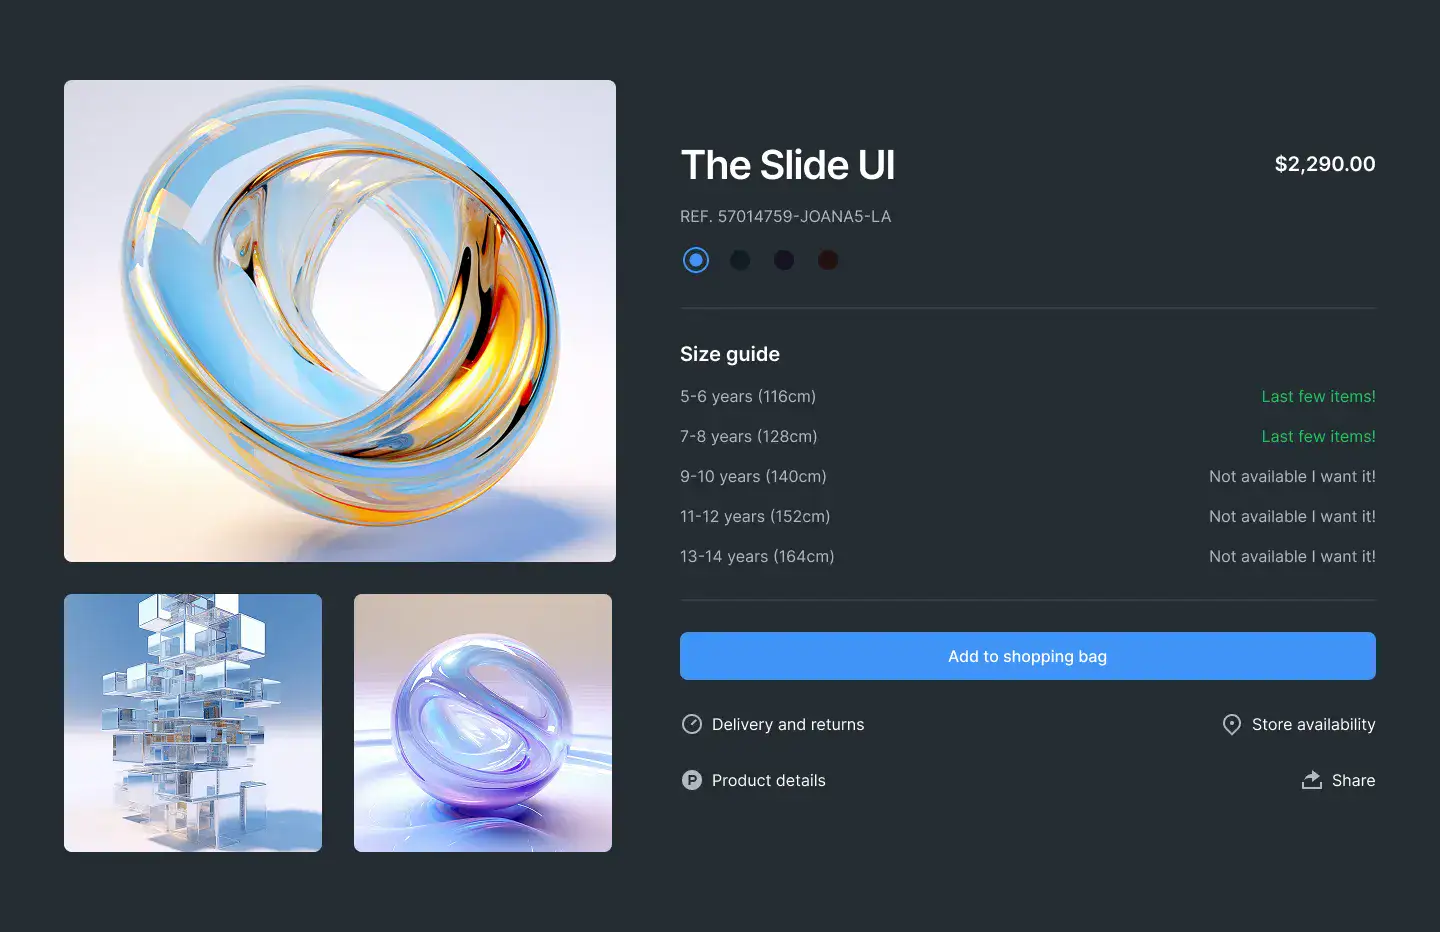 The Slide UI
$2,290.00
REF. 57014759-JOANA5-LA
Size guide
5-6 years (116cm)
Last few items!
7-8 years (128cm)
Last few items!
9-10 years (140cm)
Not available I want it!
11-12 years (152cm)
Not available I want it!
13-14 years (164cm)
Not available I want it!
Add to shopping bag
Delivery and returns
Store availability
P Product details
Share